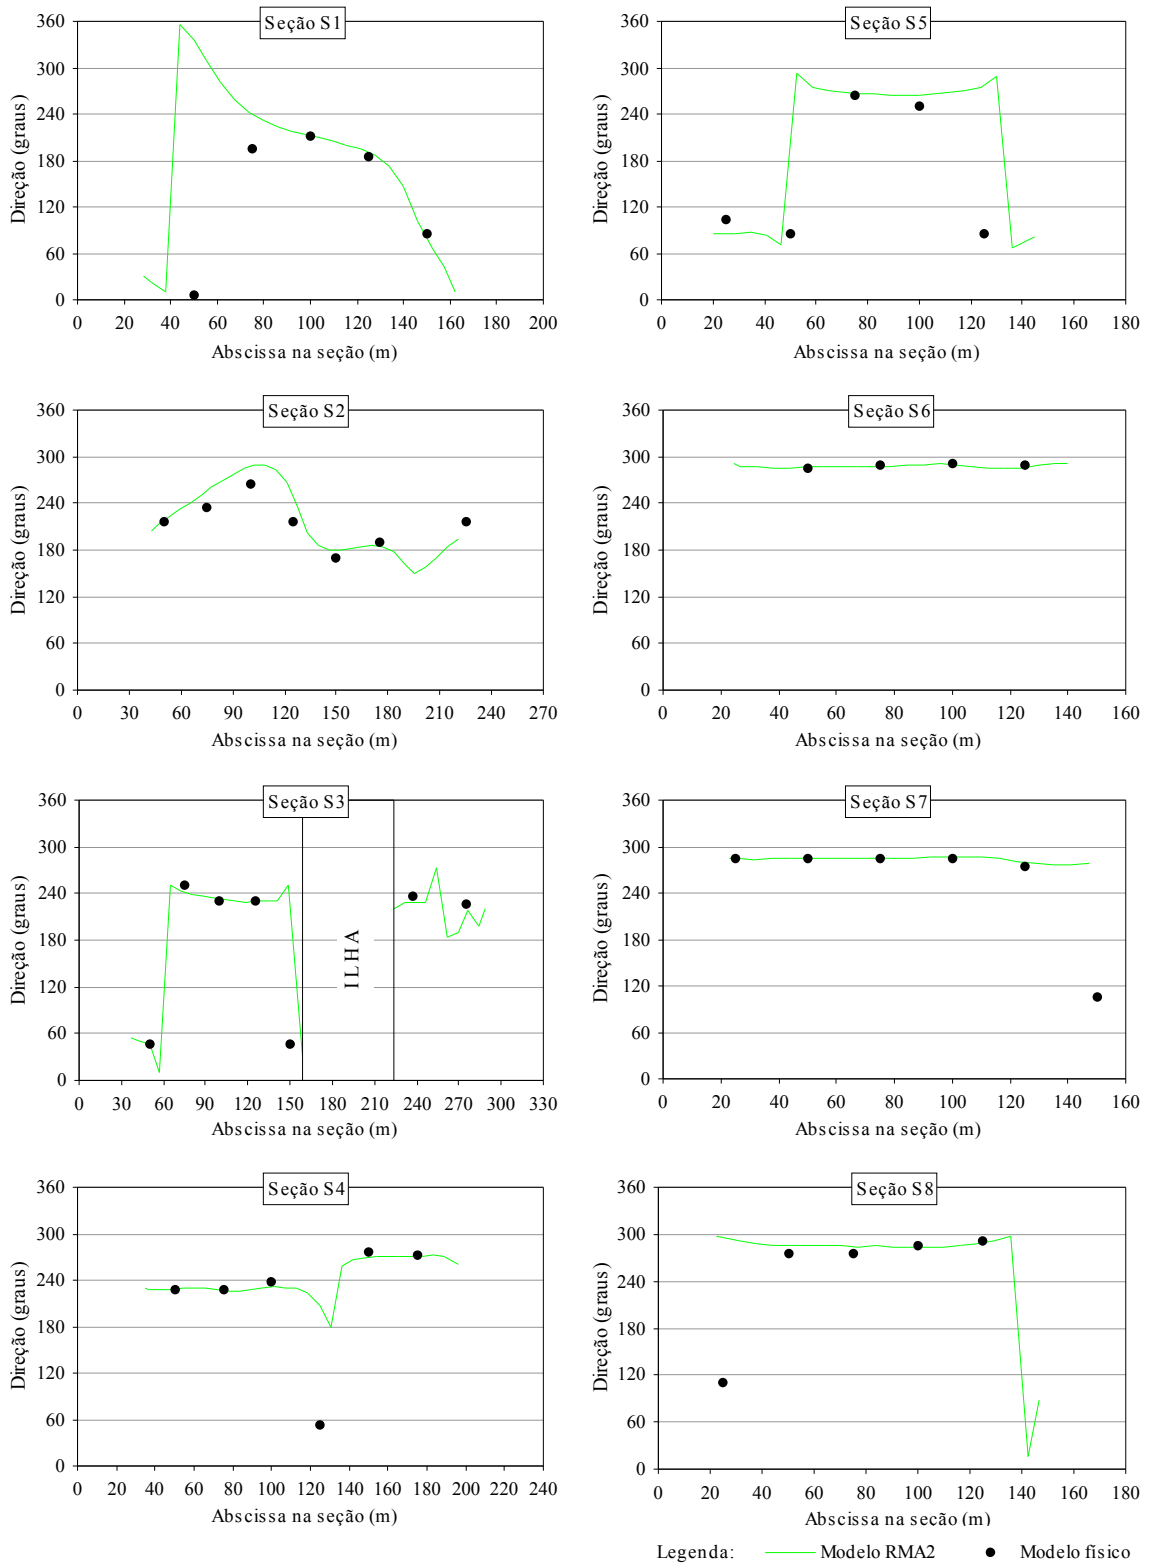 Seção S1
360
300
240
180
120
60
0
Direção (graus)
0 20 40 60 80 100 120 140 160 180 200
Abscissa na seção (m)
Seção S5
360
300
240
180
120
60
0
Direção (graus)
0 20 40 60 80 100 120 140 160 180
Abscissa na seção (m)
Seção S2
360
300
240
180
120
60
0
Direção (graus)
0 30 60 90 120 150 180 210 240 270
Abscissa na seção (m)
Seção S6
360
300
240
180
120
60
0
Direção (graus)
0 20 40 60 80 100 120 140 160
Abscissa na seção (m)
Seção S3
360
300
240
180
120
60
0
Direção (graus)
ILHA
0 30 60 90 120 150 180 210 240 270 300 330
Abscissa na seção (m)
Seção S7
360
300
240
180
120
60
0
Direção (graus)
0 20 40 60 80 100 120 140 160
Abscissa na seção (m)
Seção S4
360
300
240
180
120
60
0
Direção (graus)
0 20 40 60 80 100 120 140 160 180 200 220 240
Abscissa na seção (m)
Seção S8
360
300
240
180
120
60
0
Direção (graus)
0 20 40 60 80 100 120 140 160 180
Abscissa na seção (m)
Legenda: Modelo RMA2 Modelo físico